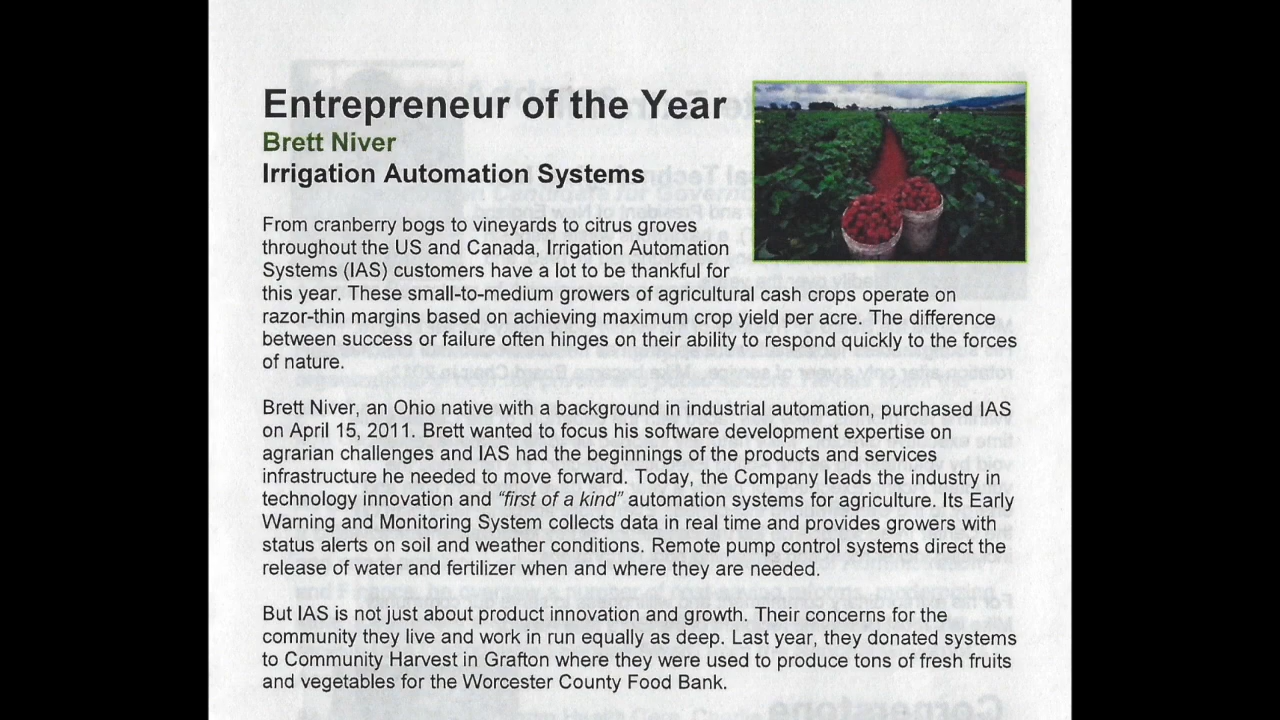 Entrepreneur of the Year
Brett Niver
Irrigation Automation Systems
From cranberry bogs to vineyards to citrus groves
throughout the US and Canada, Irrigation Automation
Systems (IAS) customers have a lot to be thankful for
this year. These small-to-medium growers of agricultural cash crops operate on
razor-thin margins based on achieving maximum crop yield per acre. The difference
between success or failure often hinges on their ability to respond quickly to the forces
of nature.
Brett Niver, an Ohio native with a background in industrial automation, purchased IAS
on April 15, 2011. Brett wanted to focus his software development expertise on
agrarian challenges and IAS had the beginnings of the products and services
infrastructure he needed to move forward. Today, the Company leads the industry in
technology innovation and “first of a kind” automation systems for agriculture. Its Early
Warning and Monitoring System collects data in real time and provides growers with
status alerts on soil and weather conditions. Remote pump control systems direct the
release of water and fertilizer when and where they are needed.
But IAS is not just about product innovation and growth. Their concerns for the
community they live and work in run equally as deep. Last year, they donated systems
to Community Harvest in Grafton where they were used to produce tons of fresh fruits
and vegetables for the Worcester County Food Bank.